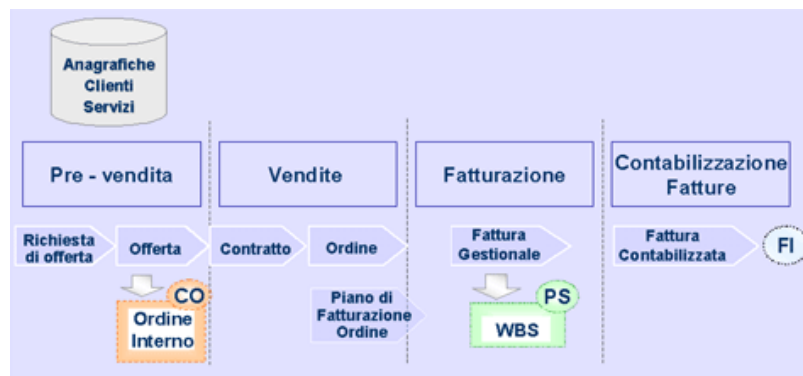 Anagrafiche
Clienti
Servizi
Pre - vendita
Vendite
Fatturazione
Contabilizzazione
Fatture
Richiesta
di offerta
Offerta
Contratto
Ordine
Fattura
Gestionale
Fattura
Contabilizzata
FI
CO
Ordine
Interno
Piano di
Fatturazione
Ordine
PS
WBS